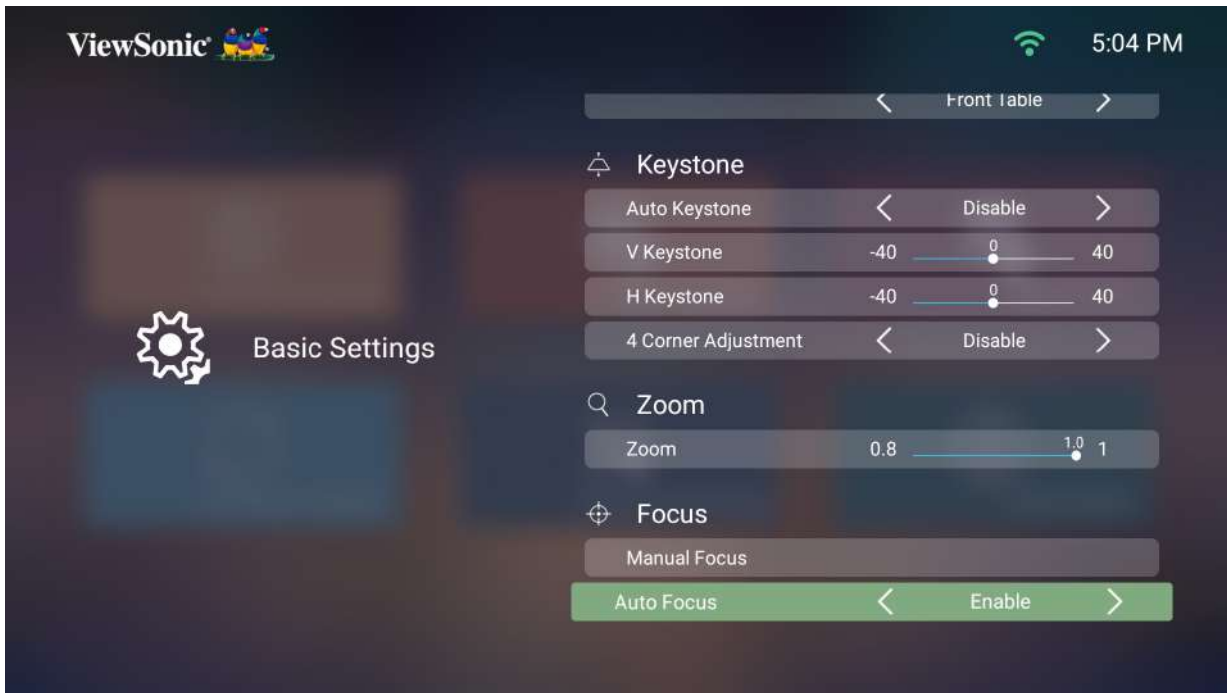 ViewSonic®
5:04 PM
Front Table
Keystone
Auto Keystone Disable
V Keystone -40 0 40
H Keystone -40 0 40
4 Corner Adjustment Disable
Basic Settings
Zoom
Zoom 0.8 1.0 1
Focus
Manual Focus
Auto Focus Enable